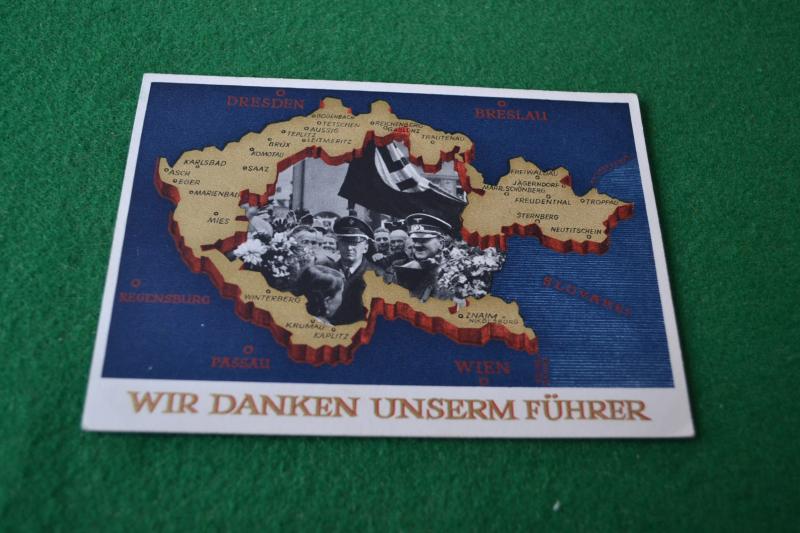 DRESDEN
BRESLAU
BODENBACH
TETSCHEN
AUSSIG
TEPLITZ
LEITMERITZ
BRÜX
KOMOTAU
SAAZ
REICHENBERG
GABLONZ
TRAUTENAU
KARLSBAD
ASCH
EGER
MARIENBAD
MIES
FREIWALDAU
JÄGERNDORF
MÄHR. SCHÖNBERG
FREUDENTHAL
TROPPAU
STERNBERG
NEUTITSCHEIN
REGENSBURG
WINTERBERG
KRUMAU
KAPLITZ
ZNAIM
NIKOLSBURG
SLOVAKEI
PASSAU
WIEN
WIR DANKEN UNSERM FÜHRER